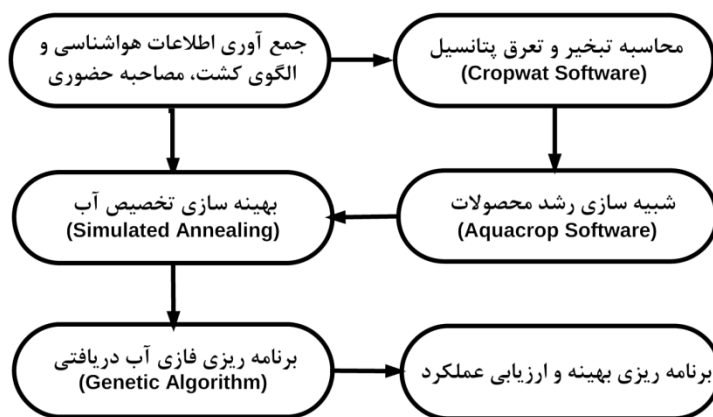 جمع آوری اطلاعات هواشناسی و
الگوی کشت، مصاحبه حضوری
محاسبه تبخیر و تعرق پتانسیل
(Cropwat Software)
شبیه سازی رشد محصولات
(Aquacrop Software)
بهینه سازی تخصیص آب
(Simulated Annealing)
برنامه ریزی فازی آب دریافتی
(Genetic Algorithm)
برنامه ریزی بهینه و ارزیابی عملکرد